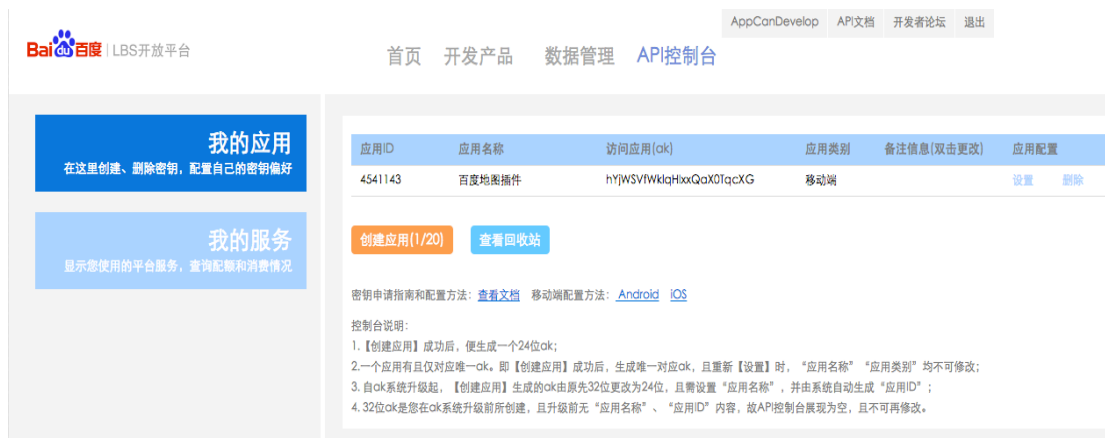 AppCanDevelop API文档 开发者论坛 退出
Bai du 百度 LBS开放平台
首页 开发产品 数据管理 API控制台
我的应用
在这里创建、删除密钥，配置自己的密钥偏好
我的服务
显示您使用的平台服务，查询配额和消费情况
应用ID 应用名称 访问应用(ak) 应用类别 备注信息(双击更改) 应用配置
4541143 百度地图插件 hYjWSVfWklqHixxQaX0TqcXG 移动端 设置 删除
创建应用(1/20) 查看回收站
密钥申请指南和配置方法：查看文档 移动端配置方法：Android iOS
控制台说明：
1.【创建应用】成功后，便生成一个24位ak；
2.一个应用有且仅对应唯一ak。即【创建应用】成功后，生成唯一对应ak，且重新【设置】时，“应用名称” “应用类别” 均不可修改；
3. 自ak系统升级起，【创建应用】生成的ak由原先32位更改为24位，且需设置 “应用名称” ，并由系统自动生成 “应用ID” ；
4. 32位ak是您在ak系统升级前所创建，且升级前无 “应用名称” 、 “应用ID” 内容，故API控制台展现为空，且不可再修改。